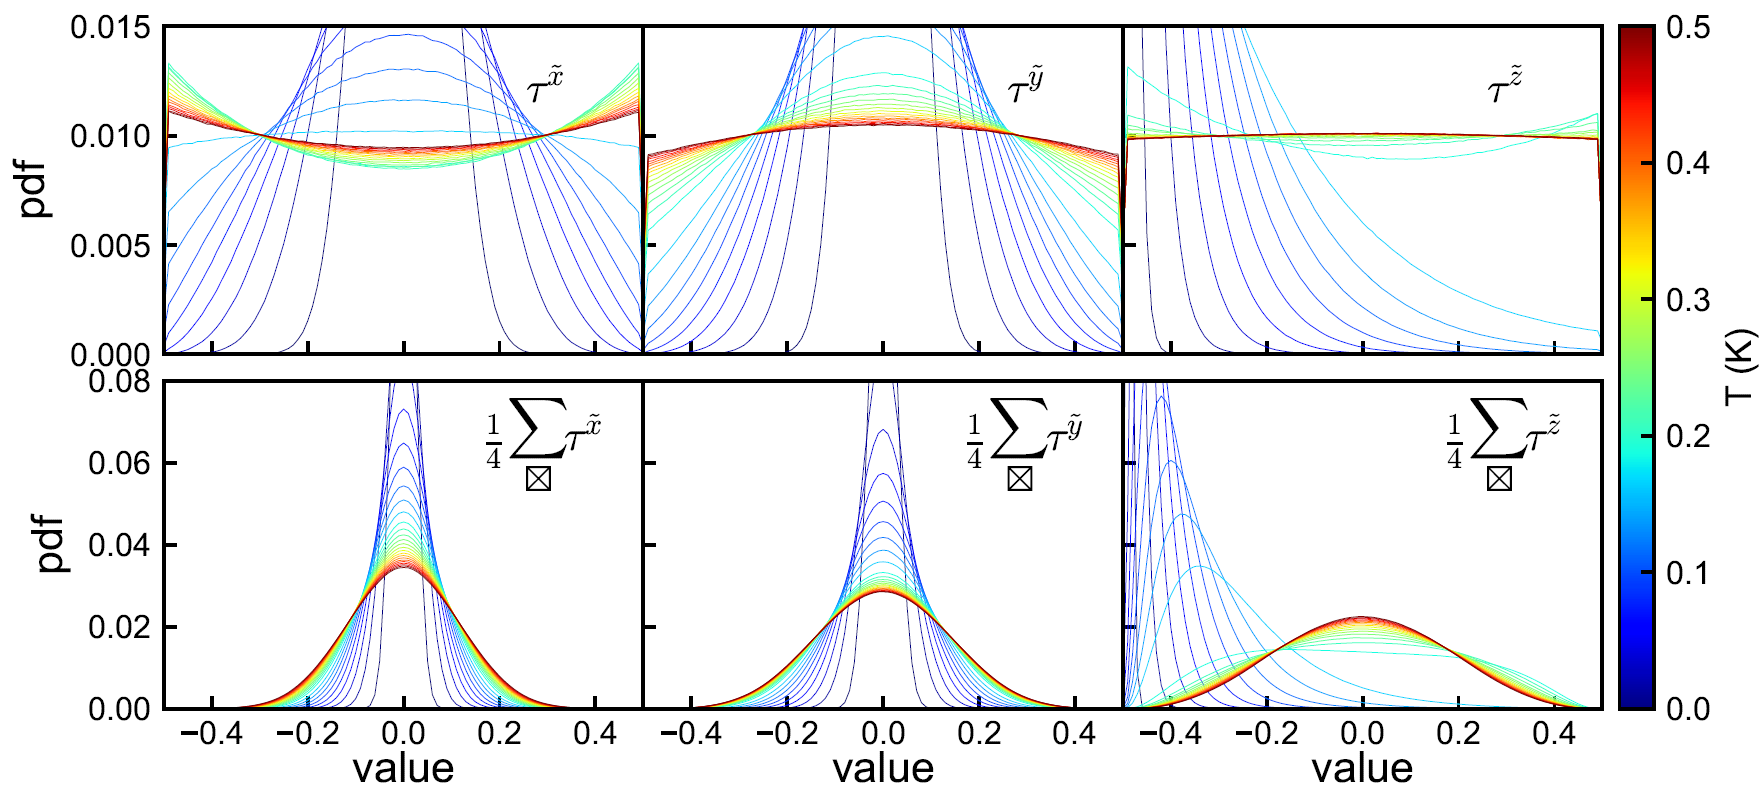 0.015
0.010
0.005
0.000
pdf
τ^x̃
τ^ỹ
τ^z̃
0.08
0.06
0.04
0.02
0.00
pdf
1/4 ∑_⊠ τ^x̃
1/4 ∑_⊠ τ^ỹ
1/4 ∑_⊠ τ^z̃
−0.4 −0.2 0.0 0.2 0.4
−0.4 −0.2 0.0 0.2 0.4
−0.4 −0.2 0.0 0.2 0.4
value
value
value
0.5
0.4
0.3
0.2
0.1
0.0
T (K)